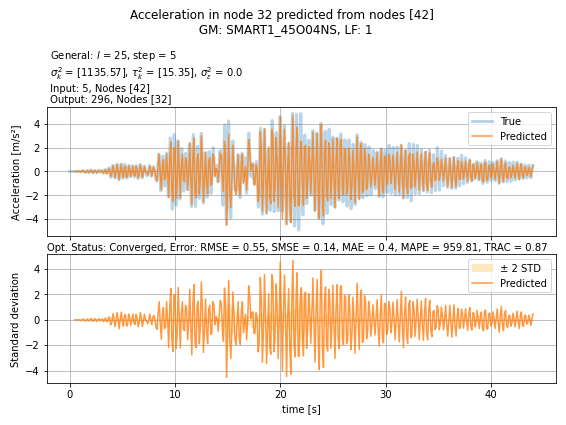 Acceleration in node 32 predicted from nodes [42]
GM: SMART1_45O04NS, LF: 1
General: l = 25, step = 5
σ²ₖ = [1135.57], τ²ₖ = [15.35], σ²ε = 0.0
Input: 5, Nodes [42]
Output: 296, Nodes [32]
Acceleration [m/s²]
4
2
0
−2
−4
True
Predicted
Opt. Status: Converged, Error: RMSE = 0.55, SMSE = 0.14, MAE = 0.4, MAPE = 959.81, TRAC = 0.87
Standard deviation
4
2
0
−2
−4
± 2 STD
Predicted
0 10 20 30 40
time [s]